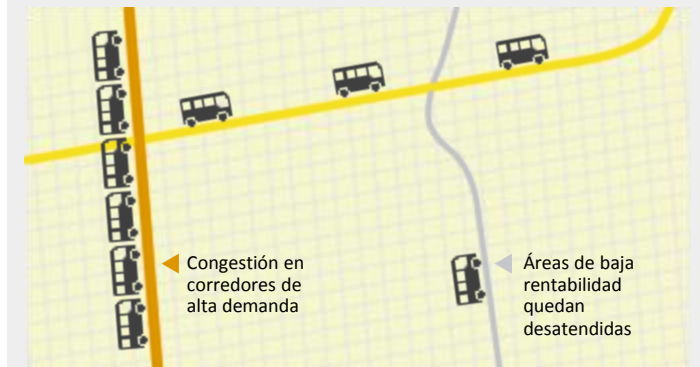 Congestión en
corredores de
alta demanda
Áreas de baja
rentabilidad
quedan
desatendidas